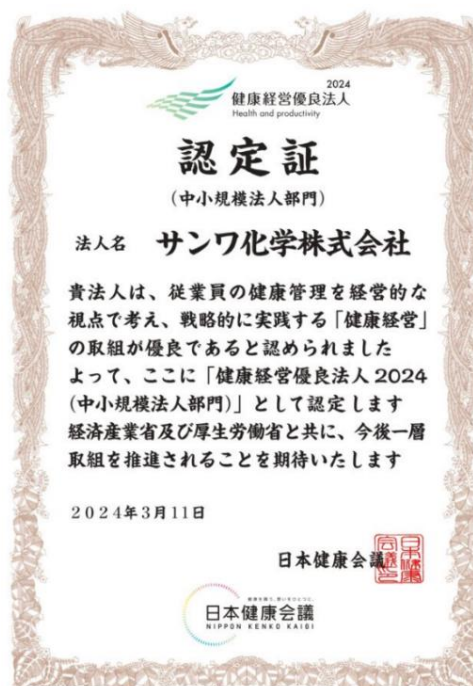 2024
健康経営優良法人
Health and productivity
認定証
(中小規模法人部門)
法人名 サンワ化学株式会社
貴法人は、従業員の健康管理を経営的な
視点で考え、戦略的に実践する「健康経営」
の取組が優良であると認められました
よって、ここに「健康経営優良法人2024
(中小規模法人部門)」として認定します
経済産業省及び厚生労働省と共に、今後一層
取組を推進されることを期待いたします
2024年3月11日
日本健康会議
日本健康会議
NIPPON KENKO KAIGI